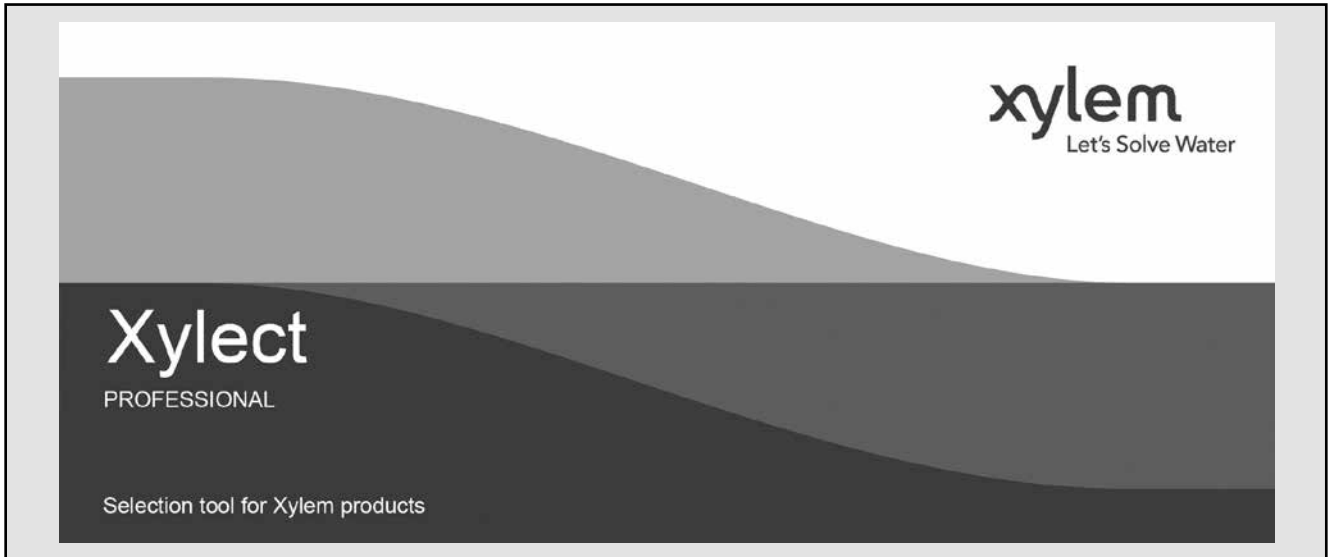 xylem
Let's Solve Water
Xylect
PROFESSIONAL
Selection tool for Xylem products